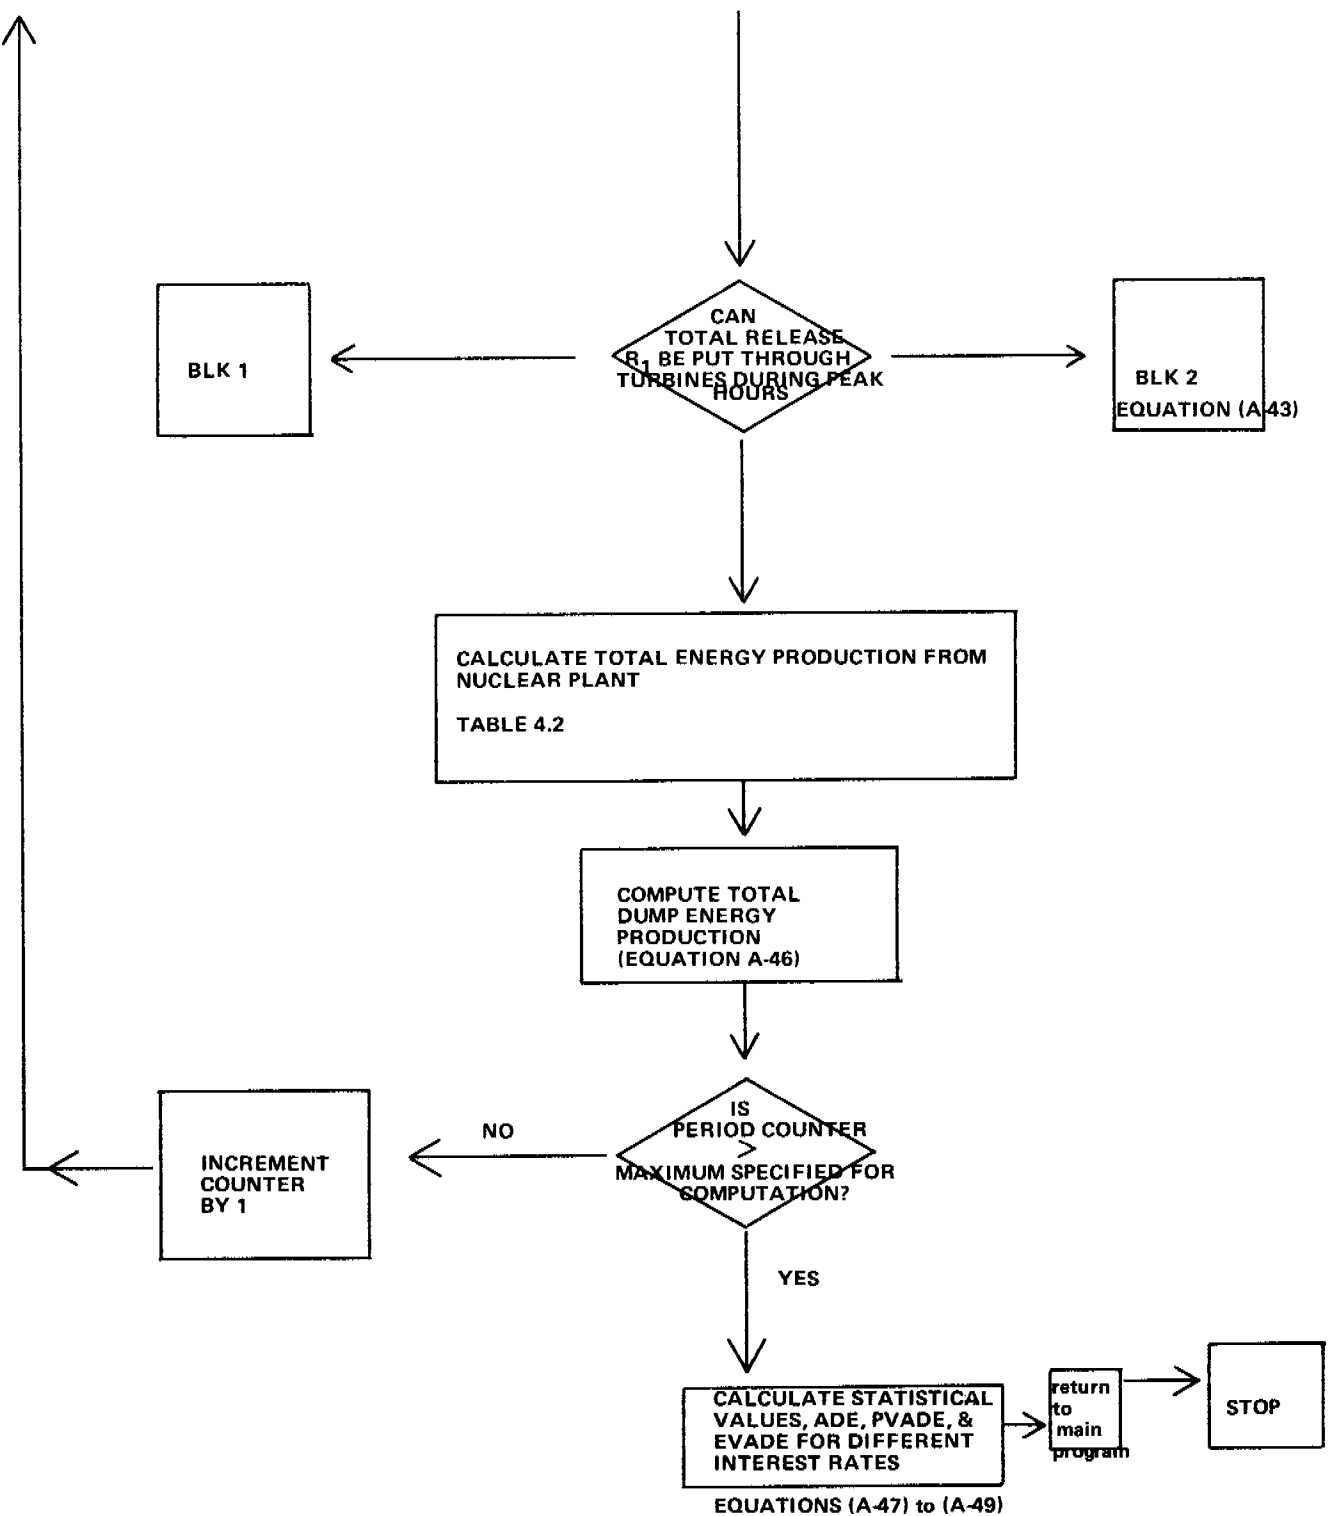 CAN
TOTAL RELEASE
R1 BE PUT THROUGH
TURBINES DURING PEAK
HOURS
BLK 1
BLK 2
EQUATION (A-43)
CALCULATE TOTAL ENERGY PRODUCTION FROM
NUCLEAR PLANT
TABLE 4.2
COMPUTE TOTAL
DUMP ENERGY
PRODUCTION
(EQUATION A-46)
IS
PERIOD COUNTER
>
MAXIMUM SPECIFIED FOR
COMPUTATION?
NO
INCREMENT
COUNTER
BY 1
YES
CALCULATE STATISTICAL
VALUES, ADE, PVADE, &
EVADE FOR DIFFERENT
INTEREST RATES
EQUATIONS (A-47) to (A-49)
return
to
main
program
STOP